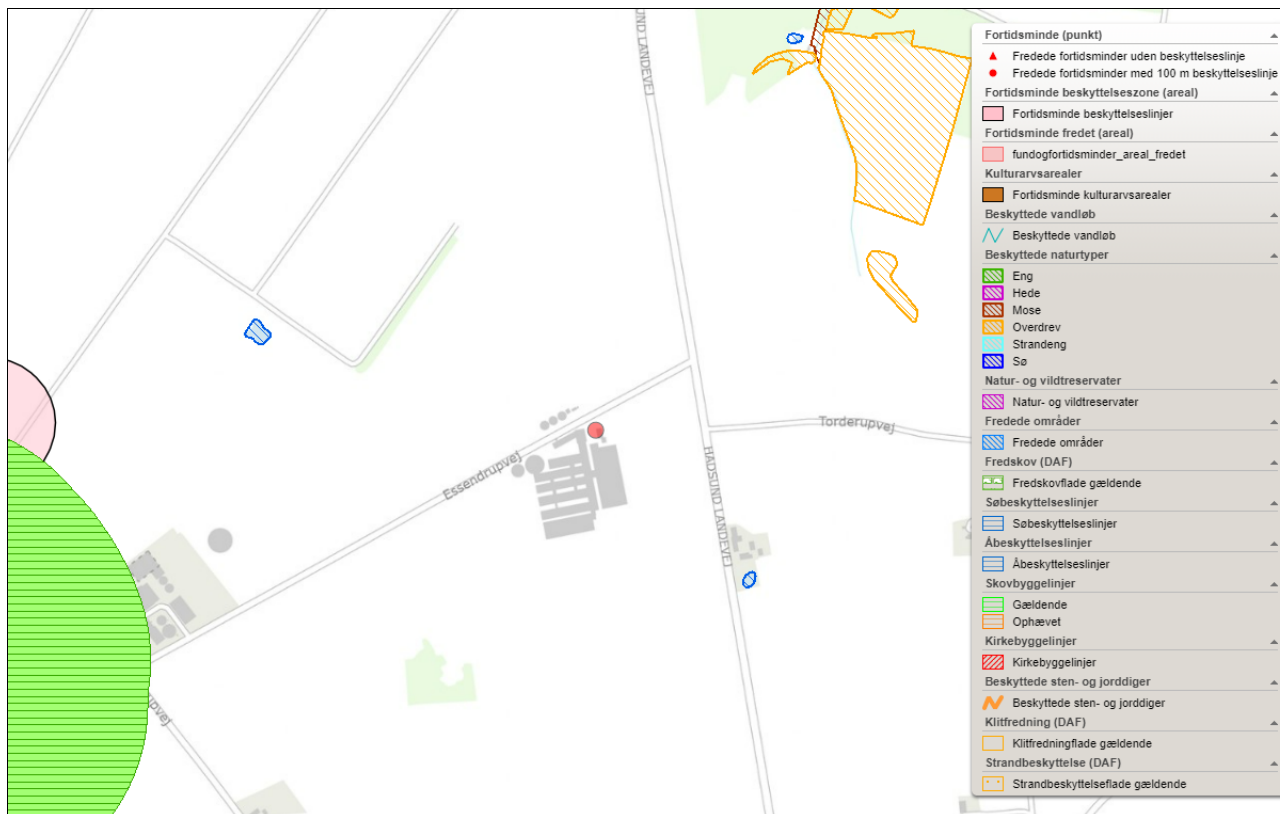 SUND LANDEVEJ
Fortidsminde (punkt)
Fredede fortidsminder uden beskyttelseslinje
Fredede fortidsminder med 100 m beskyttelseslinje
Fortidsminde beskyttelseszone (areal)
Fortidsminde beskyttelseslinjer
Fortidsminde fredet (areal)
fundogfortidsminder_areal_fredet
Kulturarvsarealer
Fortidsminde kulturarvsarealer
Beskyttede vandløb
Beskyttede vandløb
Beskyttede naturtyper
Eng
Hede
Mose
Overdrev
Strandeng
Sø
Natur- og vildtreservater
Natur- og vildtreservater
Fredede områder
Fredede områder
Fredskov (DAF)
Fredskovflade gældende
Søbeskyttelseslinjer
Søbeskyttelseslinjer
Åbeskyttelseslinjer
Åbeskyttelseslinjer
Skovbyggelinjer
Gældende
Ophævet
Kirkebyggelinjer
Kirkebyggelinjer
Beskyttede sten- og jorddiger
Beskyttede sten- og jorddiger
Klitfredning (DAF)
Klitfredningflade gældende
Strandbeskyttelse (DAF)
Strandbeskyttelseflade gældende
Torderupvej
Essendrupvej
HADSUND LANDEVEJ
rupvej